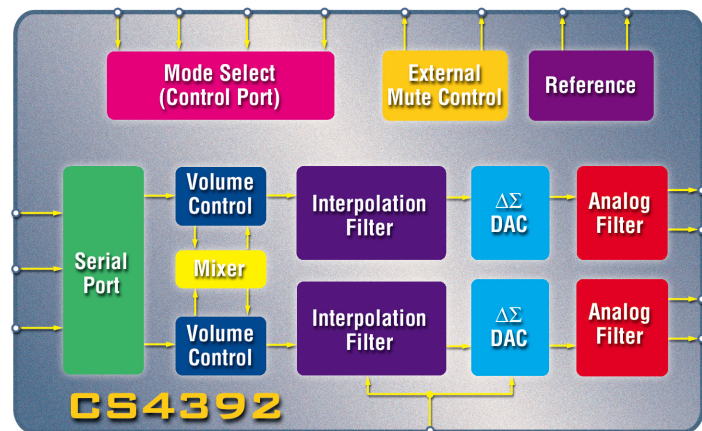 Mode Select
(Control Port)
External
Mute Control
Reference
Serial
Port
Volume
Control
Mixer
Volume
Control
Interpolation
Filter
ΔΣ
DAC
Analog
Filter
Interpolation
Filter
ΔΣ
DAC
Analog
Filter
CS4392